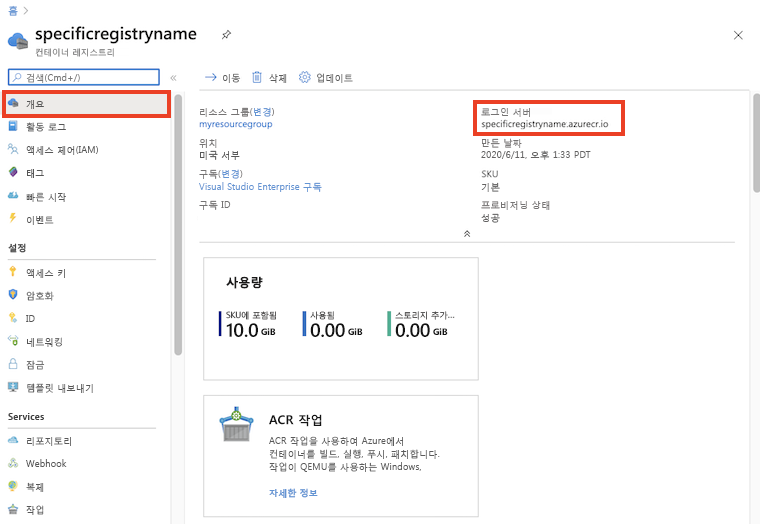 홈
specificregistryname
컨테이너 레지스트리
검색(Cmd+/)
개요
활동 로그
액세스 제어(IAM)
태그
빠른 시작
이벤트
설정
액세스 키
암호화
ID
네트워킹
잠금
템플릿 내보내기
Services
리포지토리
Webhook
복제
작업
이동 삭제 업데이트
리소스 그룹(변경)
myresourcegroup
위치
미국 서부
구독(변경)
Visual Studio Enterprise 구독
구독 ID
로그인 서버
specificregistryname.azurecr.io
만든 날짜
2020/6/11, 오후 1:33 PDT
SKU
기본
프로비저닝 상태
성공
사용량
SKU에 포함됨
10.0 GiB
사용됨
0.00 GiB
스토리지 추가...
0.00 GiB
ACR 작업
ACR 작업을 사용하여 Azure에서
컨테이너를 빌드, 실행, 푸시, 패치합니다.
작업이 QEMU를 사용하는 Windows,
자세한 정보